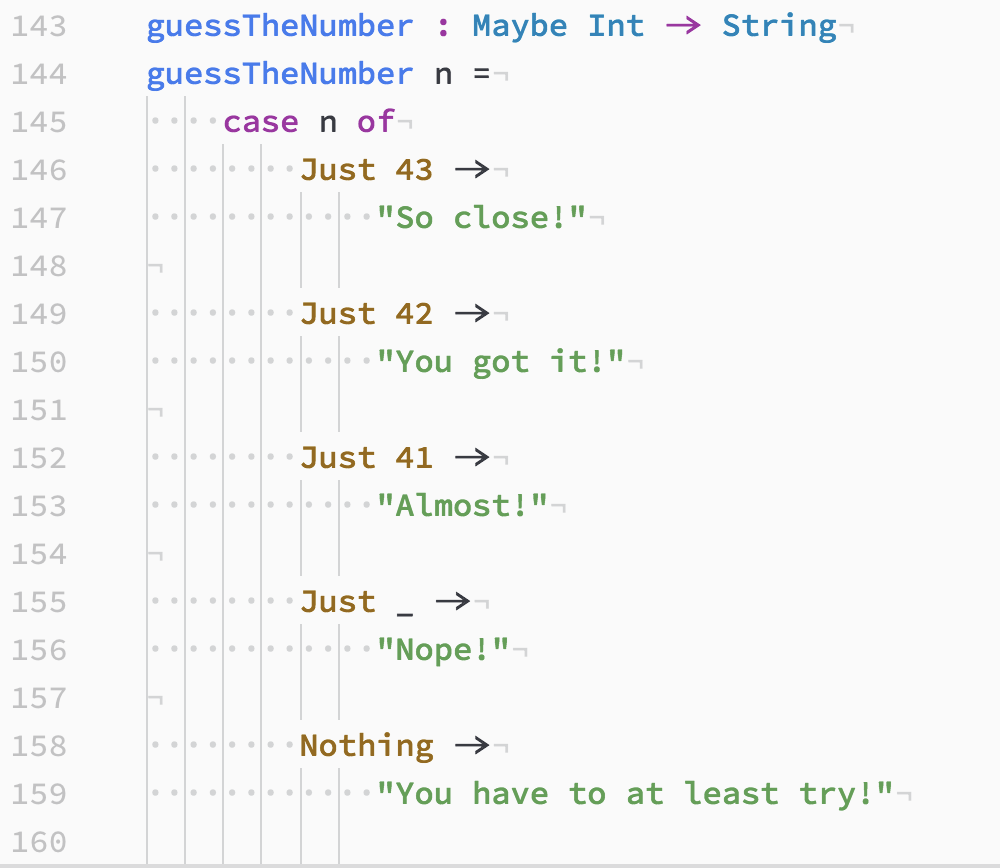 143 guessTheNumber : Maybe Int → String¬
144 guessTheNumber n =¬
145 ····case n of¬
146 ········Just 43 →¬
147 ············"So close!"¬
148 ¬
149 ········Just 42 →¬
150 ············"You got it!"¬
151 ¬
152 ········Just 41 →¬
153 ············"Almost!"¬
154 ¬
155 ········Just _ →¬
156 ············"Nope!"¬
157 ¬
158 ········Nothing →¬
159 ············"You have to at least try!"¬
160